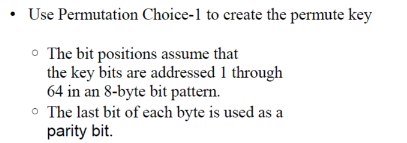 • Use Permutation Choice-1 to create the permute key
○ The bit positions assume that
the key bits are addressed 1 through
64 in an 8-byte bit pattern.
○ The last bit of each byte is used as a
parity bit.